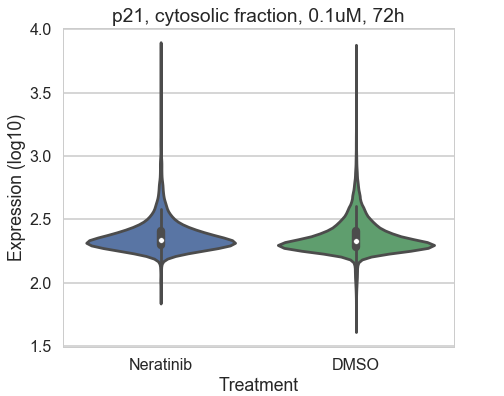 p21, cytosolic fraction, 0.1uM, 72h
Expression (log10)
4.0
3.5
3.0
2.5
2.0
1.5
Neratinib
DMSO
Treatment